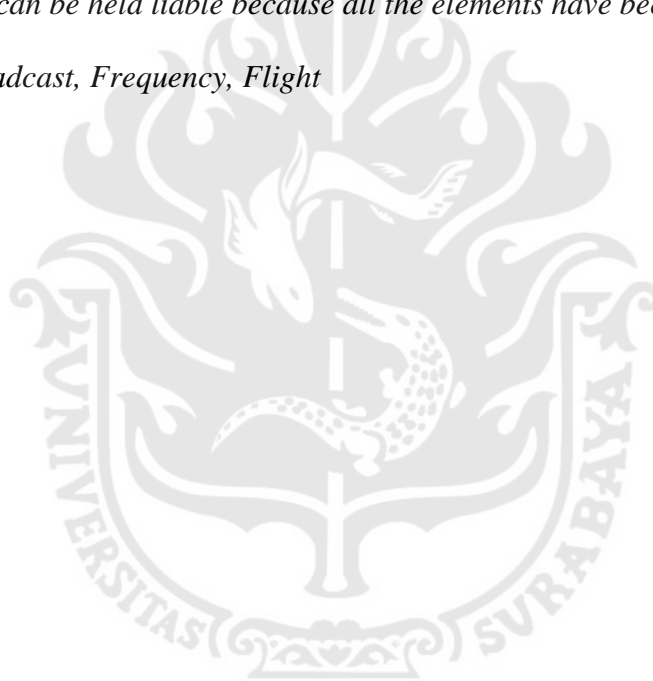 can be held liable because all the elements have bee
adcast, Frequency, Flight
UNIVERSITAS SURABAYA